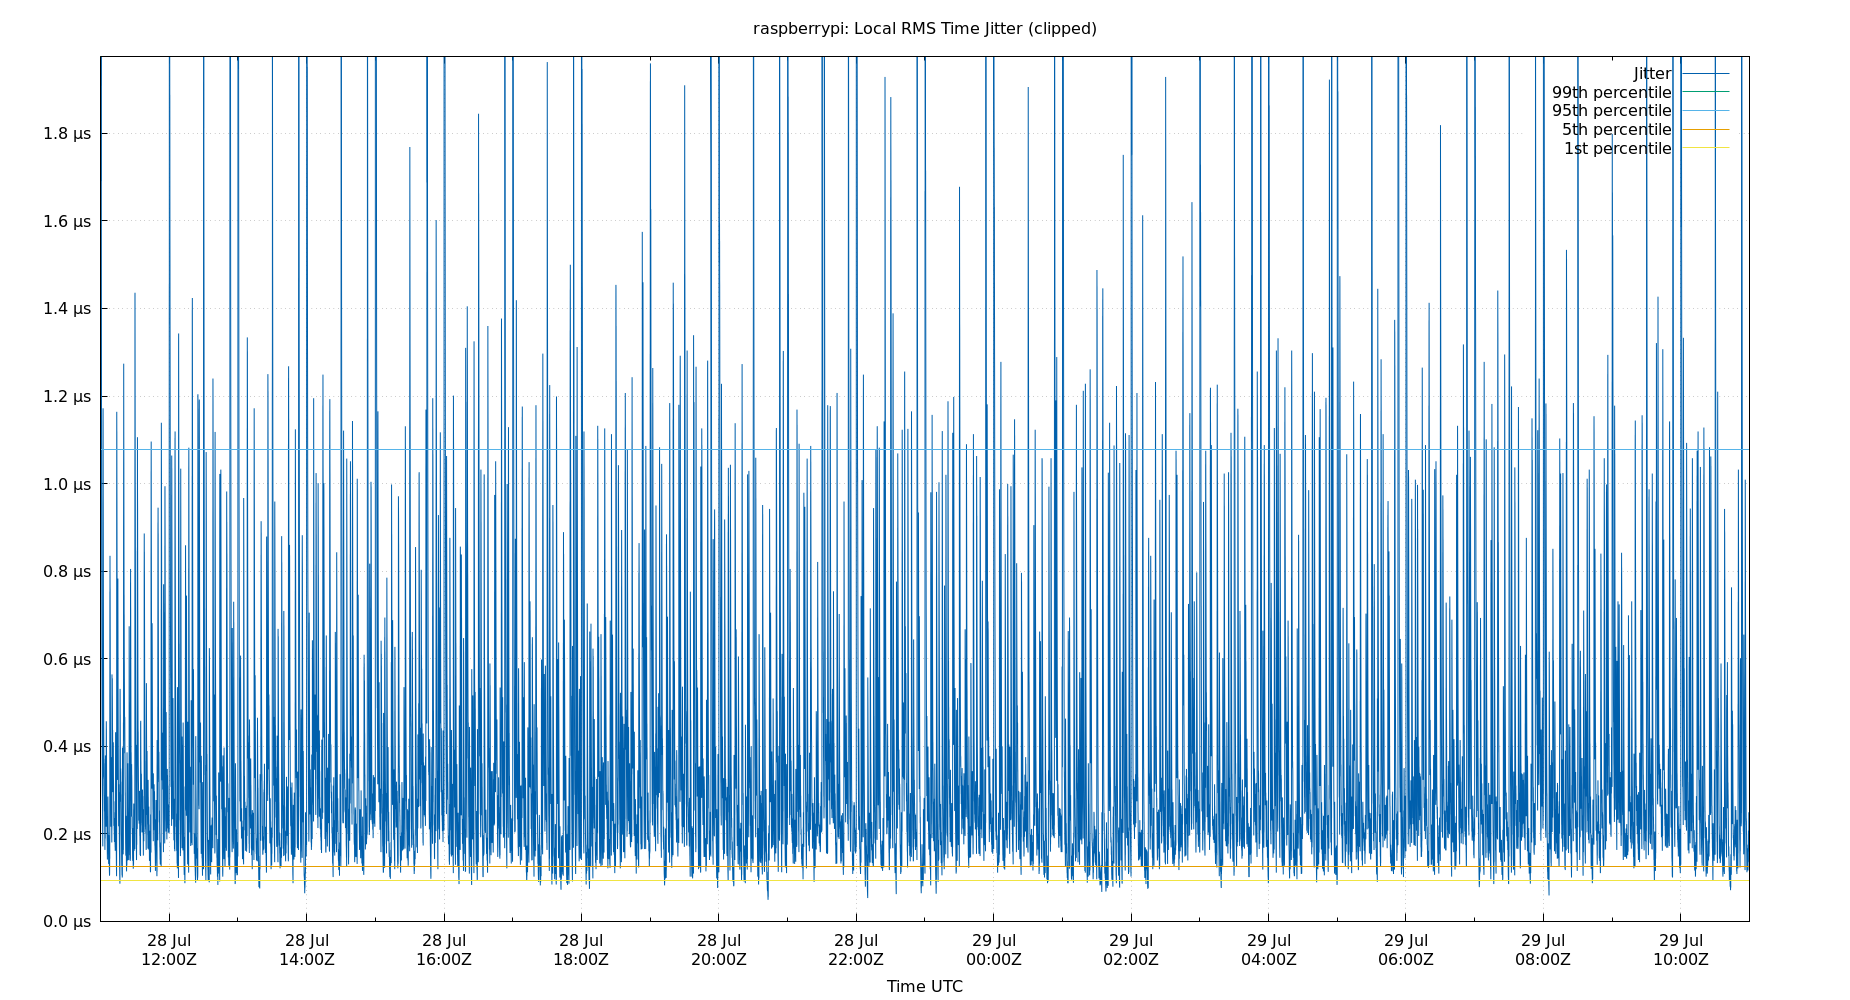 raspberrypi: Local RMS Time Jitter (clipped)
Jitter
99th percentile
95th percentile
5th percentile
1st percentile
1.8 µs
1.6 µs
1.4 µs
1.2 µs
1.0 µs
0.8 µs
0.6 µs
0.4 µs
0.2 µs
0.0 µs
28 Jul 28 Jul 28 Jul 28 Jul 28 Jul 28 Jul 29 Jul 29 Jul 29 Jul 29 Jul 29 Jul 29 Jul
12:00Z 14:00Z 16:00Z 18:00Z 20:00Z 22:00Z 00:00Z 02:00Z 04:00Z 06:00Z 08:00Z 10:00Z
Time UTC